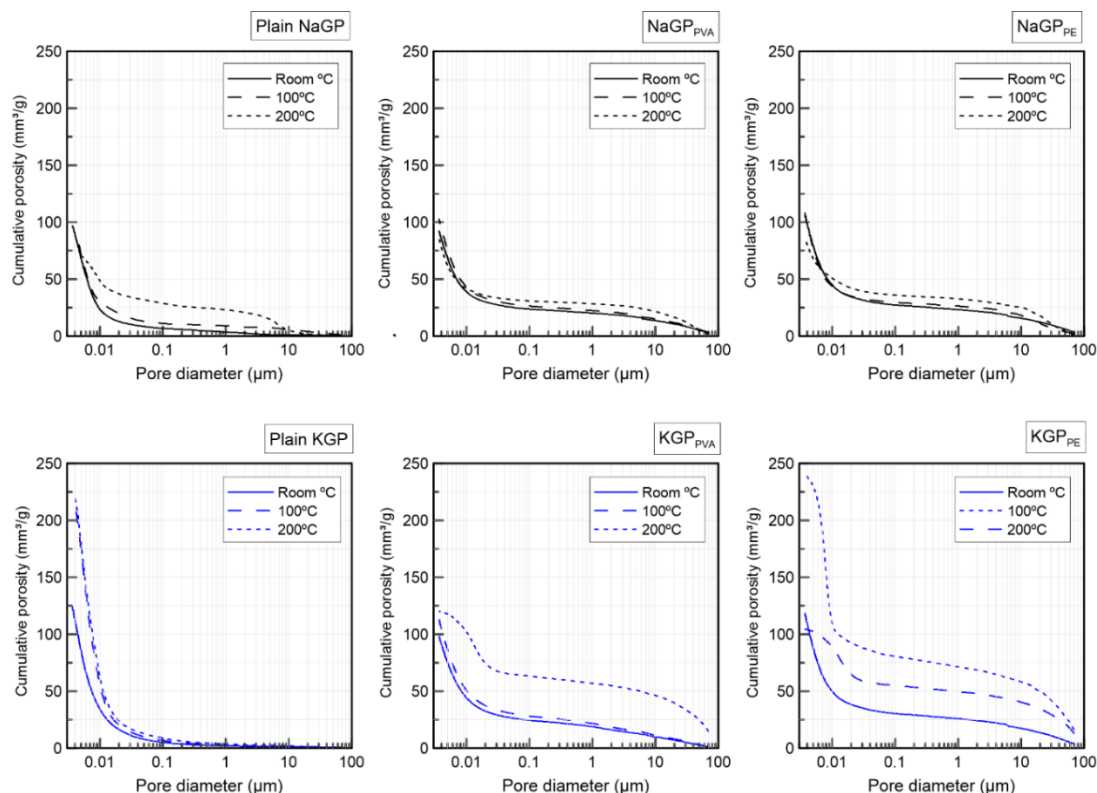 Plain NaGP
250
200
150
100
50
0
Cumulative porosity (mm³/g)
Room ºC
100ºC
200ºC
0.01 0.1 1 10 100
Pore diameter (µm)
NaGPPVA
250
200
150
100
50
0
Cumulative porosity (mm³/g)
Room ºC
100ºC
200ºC
0.01 0.1 1 10 100
Pore diameter (µm)
NaGPPE
250
200
150
100
50
0
Cumulative porosity (mm³/g)
Room ºC
100ºC
200ºC
0.01 0.1 1 10 100
Pore diameter (µm)
Plain KGP
250
200
150
100
50
0
Cumulative porosity (mm³/g)
Room ºC
100ºC
200ºC
0.01 0.1 1 10 100
Pore diameter (µm)
KGPPVA
250
200
150
100
50
0
Cumulative porosity (mm³/g)
Room ºC
100ºC
200ºC
0.01 0.1 1 10 100
Pore diameter (µm)
KGPPE
250
200
150
100
50
0
Cumulative porosity (mm³/g)
Room ºC
100ºC
200ºC
0.01 0.1 1 10 100
Pore diameter (µm)